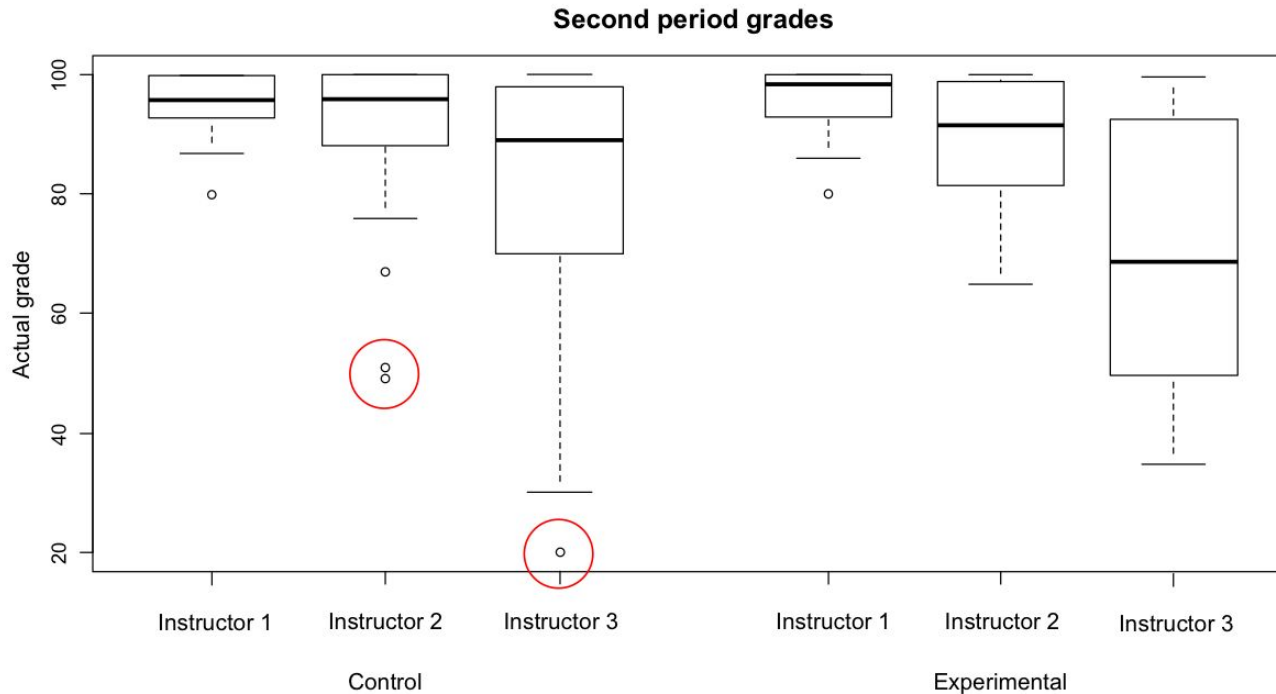 Second period grades
100
80
60
40
20
Actual grade
Instructor 1 Instructor 2 Instructor 3 Instructor 1 Instructor 2 Instructor 3
Control Experimental